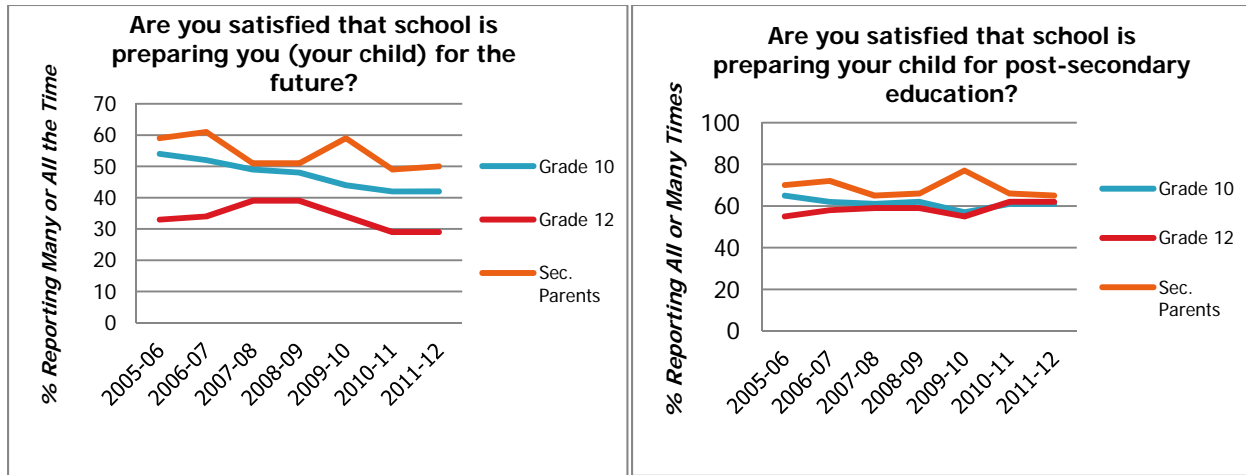 Are you satisfied that school is
preparing you (your child) for the
future?
% Reporting Many or All the Time
70
60
50
40
30
20
10
0
2005-06
2006-07
2007-08
2008-09
2009-10
2010-11
2011-12
Grade 10
Grade 12
Sec.
Parents
Are you satisfied that school is
preparing your child for post-secondary
education?
% Reporting All or Many Times
100
80
60
40
20
0
2005-06
2006-07
2007-08
2008-09
2009-10
2010-11
2011-12
Grade 10
Grade 12
Sec.
Parents